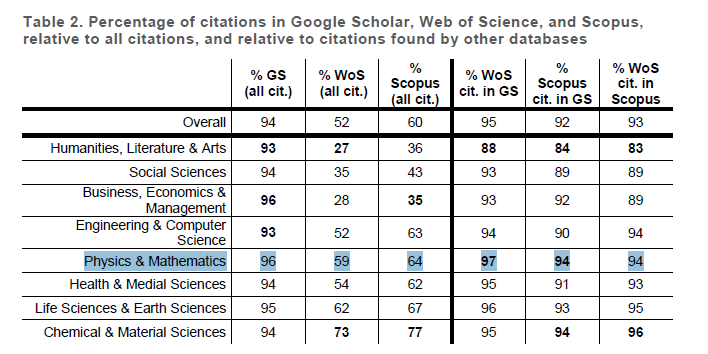 Table 2. Percentage of citations in Google Scholar, Web of Science, and Scopus,
relative to all citations, and relative to citations found by other databases
% GS (all cit.) % WoS (all cit.) % Scopus (all cit.) % WoS cit. in GS % Scopus cit. in GS % WoS cit. in Scopus
Overall 94 52 60 95 92 93
Humanities, Literature & Arts 93 27 36 88 84 83
Social Sciences 94 35 43 93 89 89
Business, Economics & Management 96 28 35 93 92 89
Engineering & Computer Science 93 52 63 94 90 94
Physics & Mathematics 96 59 64 97 94 94
Health & Medial Sciences 94 54 62 95 91 93
Life Sciences & Earth Sciences 95 62 67 96 93 95
Chemical & Material Sciences 94 73 77 95 94 96